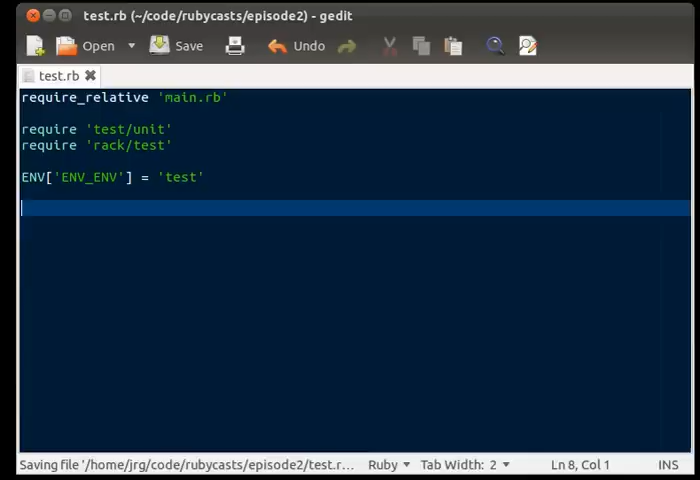 test.rb (~/code/rubycasts/episode2) - gedit
Open Save Undo
test.rb
require_relative 'main.rb'
require 'test/unit'
require 'rack/test'
ENV['ENV_ENV'] = 'test'
Saving file '/home/jrg/code/rubycasts/episode2/test.r... Ruby Tab Width: 2 Ln 8, Col 1 INS